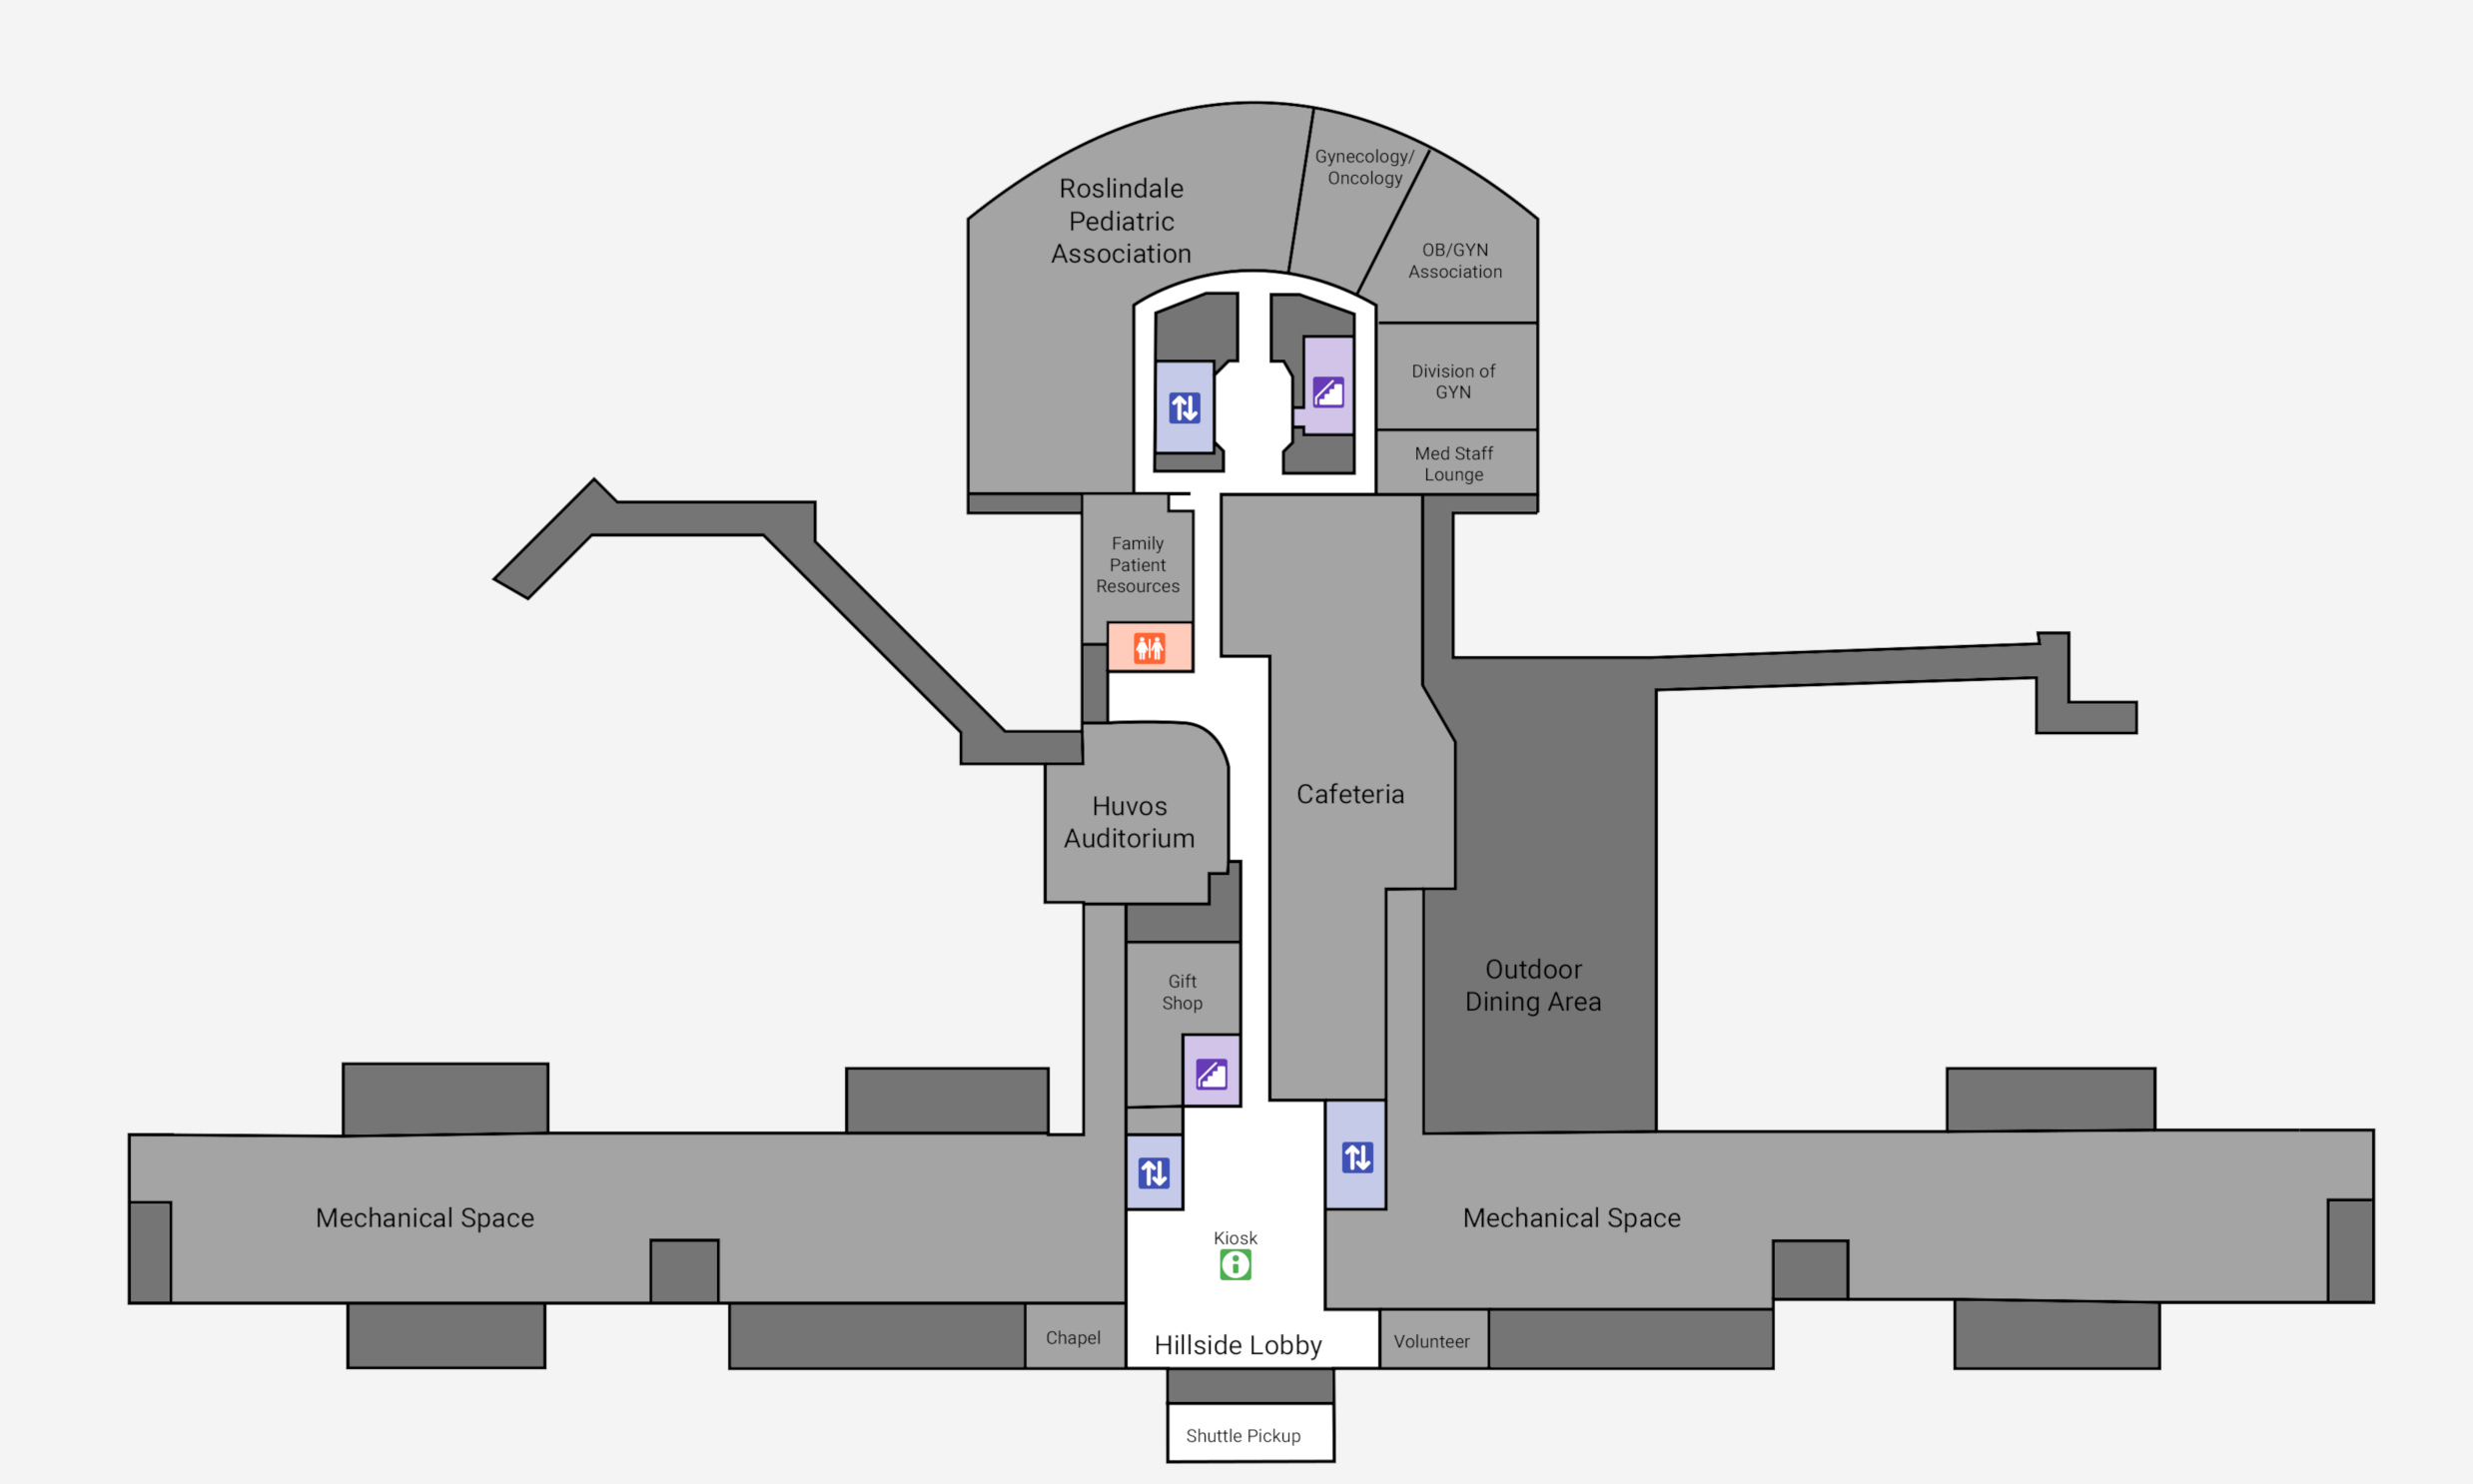 Gynecology/
Oncology
Roslindale
Pediatric
Association
OB/GYN
Association
Division of
GYN
Med Staff
Lounge
Family
Patient
Resources
Huvos
Auditorium
Cafeteria
Gift
Shop
Outdoor
Dining Area
Mechanical Space
Mechanical Space
Kiosk
Chapel
Hillside Lobby
Volunteer
Shuttle Pickup